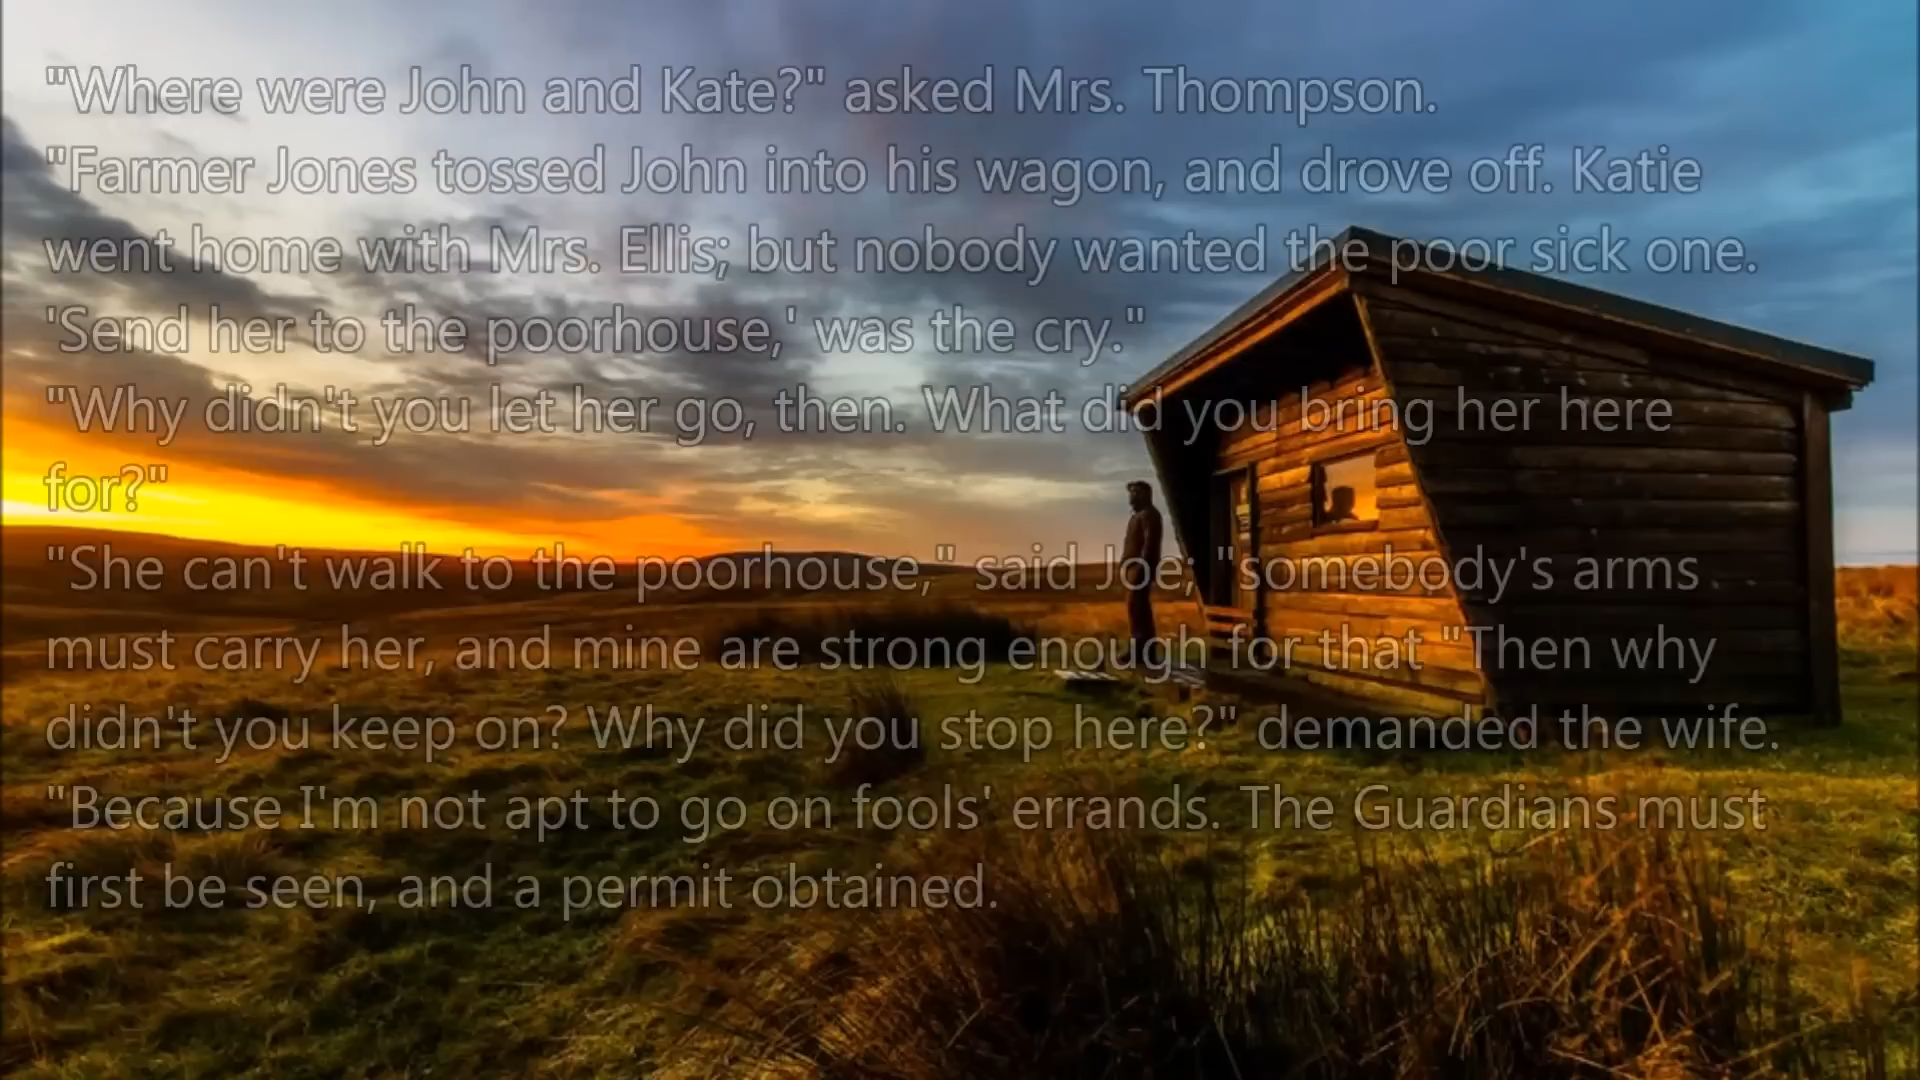 "Where were John and Kate?" asked Mrs. Thompson.
"Farmer Jones tossed John into his wagon, and drove off. Katie
went home with Mrs. Ellis; but nobody wanted the poor sick one.
'Send her to the poorhouse,' was the cry."
"Why didn't you let her go, then. What did you bring her here
for?"
"She can't walk to the poorhouse," said Joe; "somebody's arms
must carry her, and mine are strong enough for that "Then why
didn't you keep on? Why did you stop here?" demanded the wife.
"Because I'm not apt to go on fools' errands. The Guardians must
first be seen, and a permit obtained.